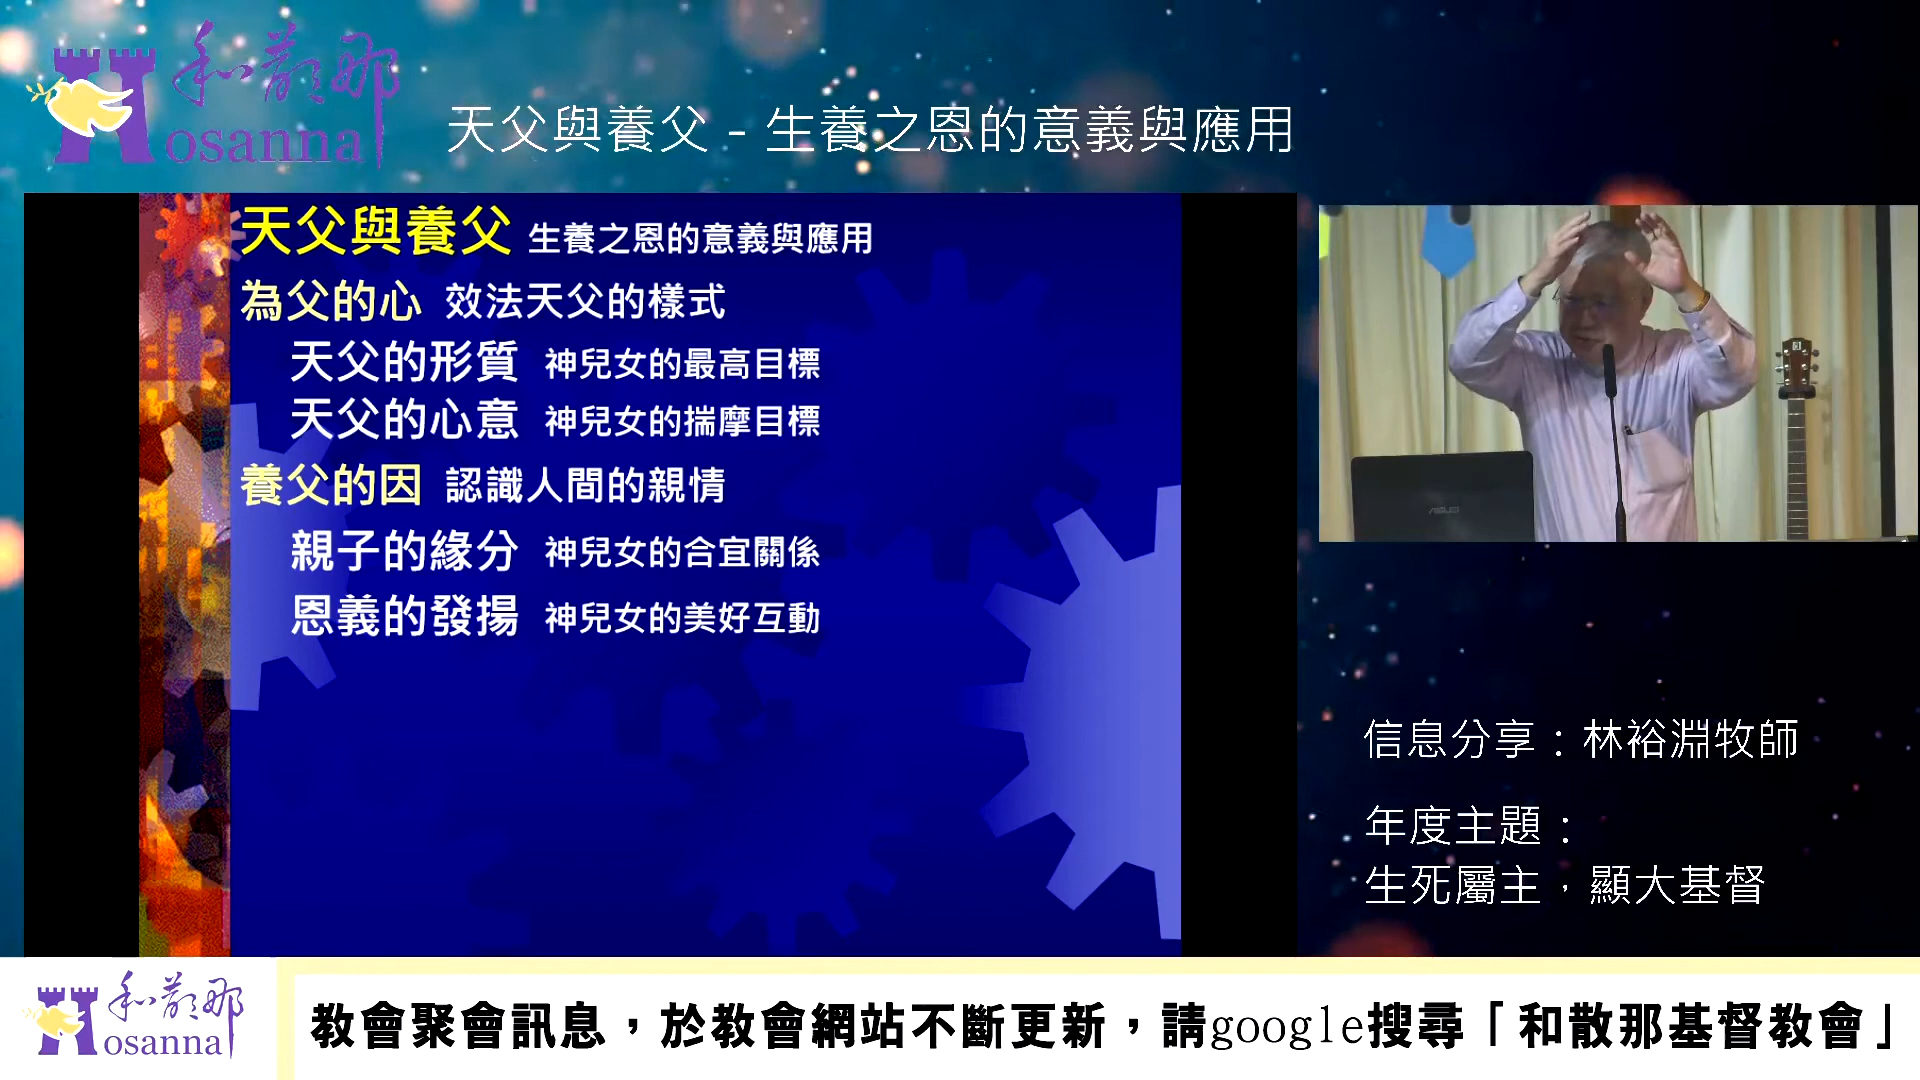 和散那
Hosanna
天父與養父 - 生養之恩的意義與應用
天父與養父 生養之恩的意義與應用
為父的心 效法天父的樣式
天父的形質 神兒女的最高目標
天父的心意 神兒女的揣摩目標
養父的因 認識人間的親情
親子的緣分 神兒女的合宜關係
恩義的發揚 神兒女的美好互動
ASUS
信息分享：林裕淵牧師
年度主題：
生死屬主，顯大基督
和散那
Hosanna
教會聚會訊息，於教會網站不斷更新，請google搜尋「和散那基督教會」